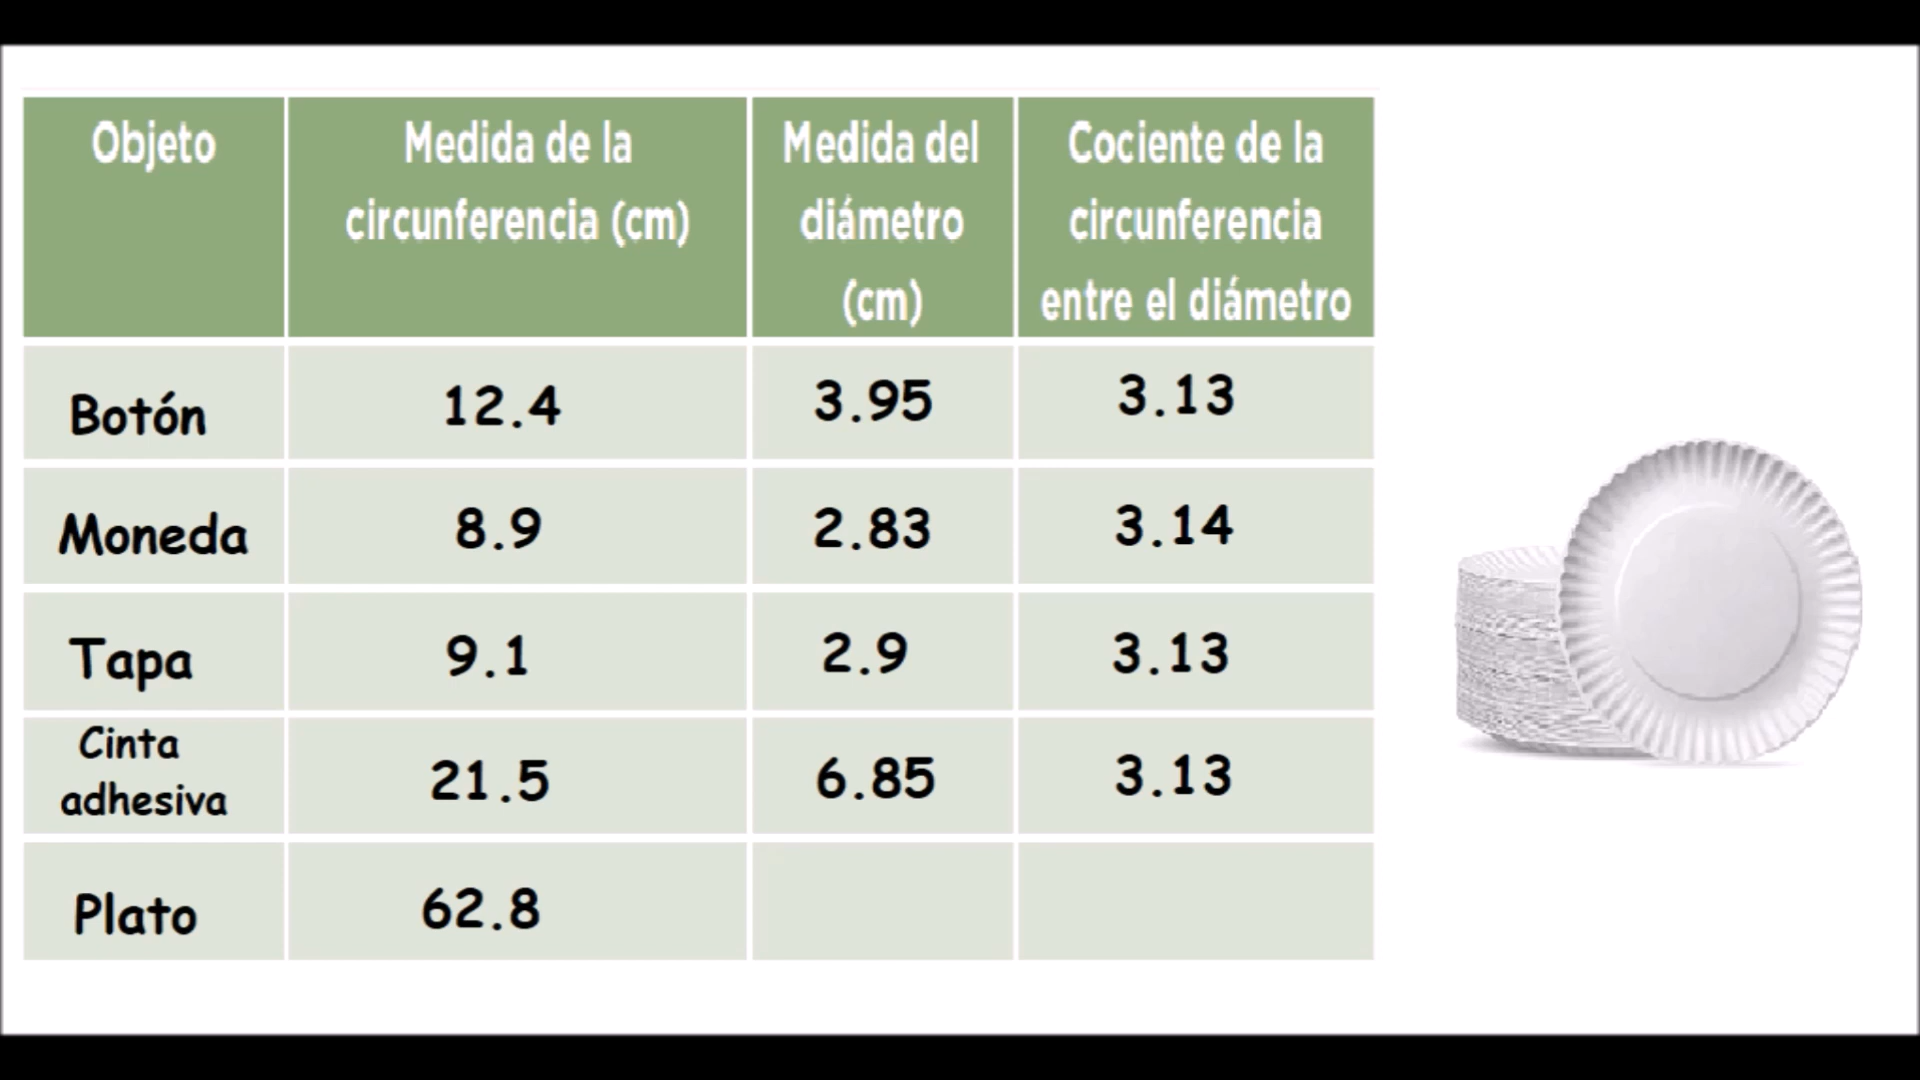 Objeto
Medida de la
circunferencia (cm)
Medida del
diámetro
(cm)
Cociente de la
circunferencia
entre el diámetro
Botón
12.4
3.95
3.13
Moneda
8.9
2.83
3.14
Tapa
9.1
2.9
3.13
Cinta
adhesiva
21.5
6.85
3.13
Plato
62.8